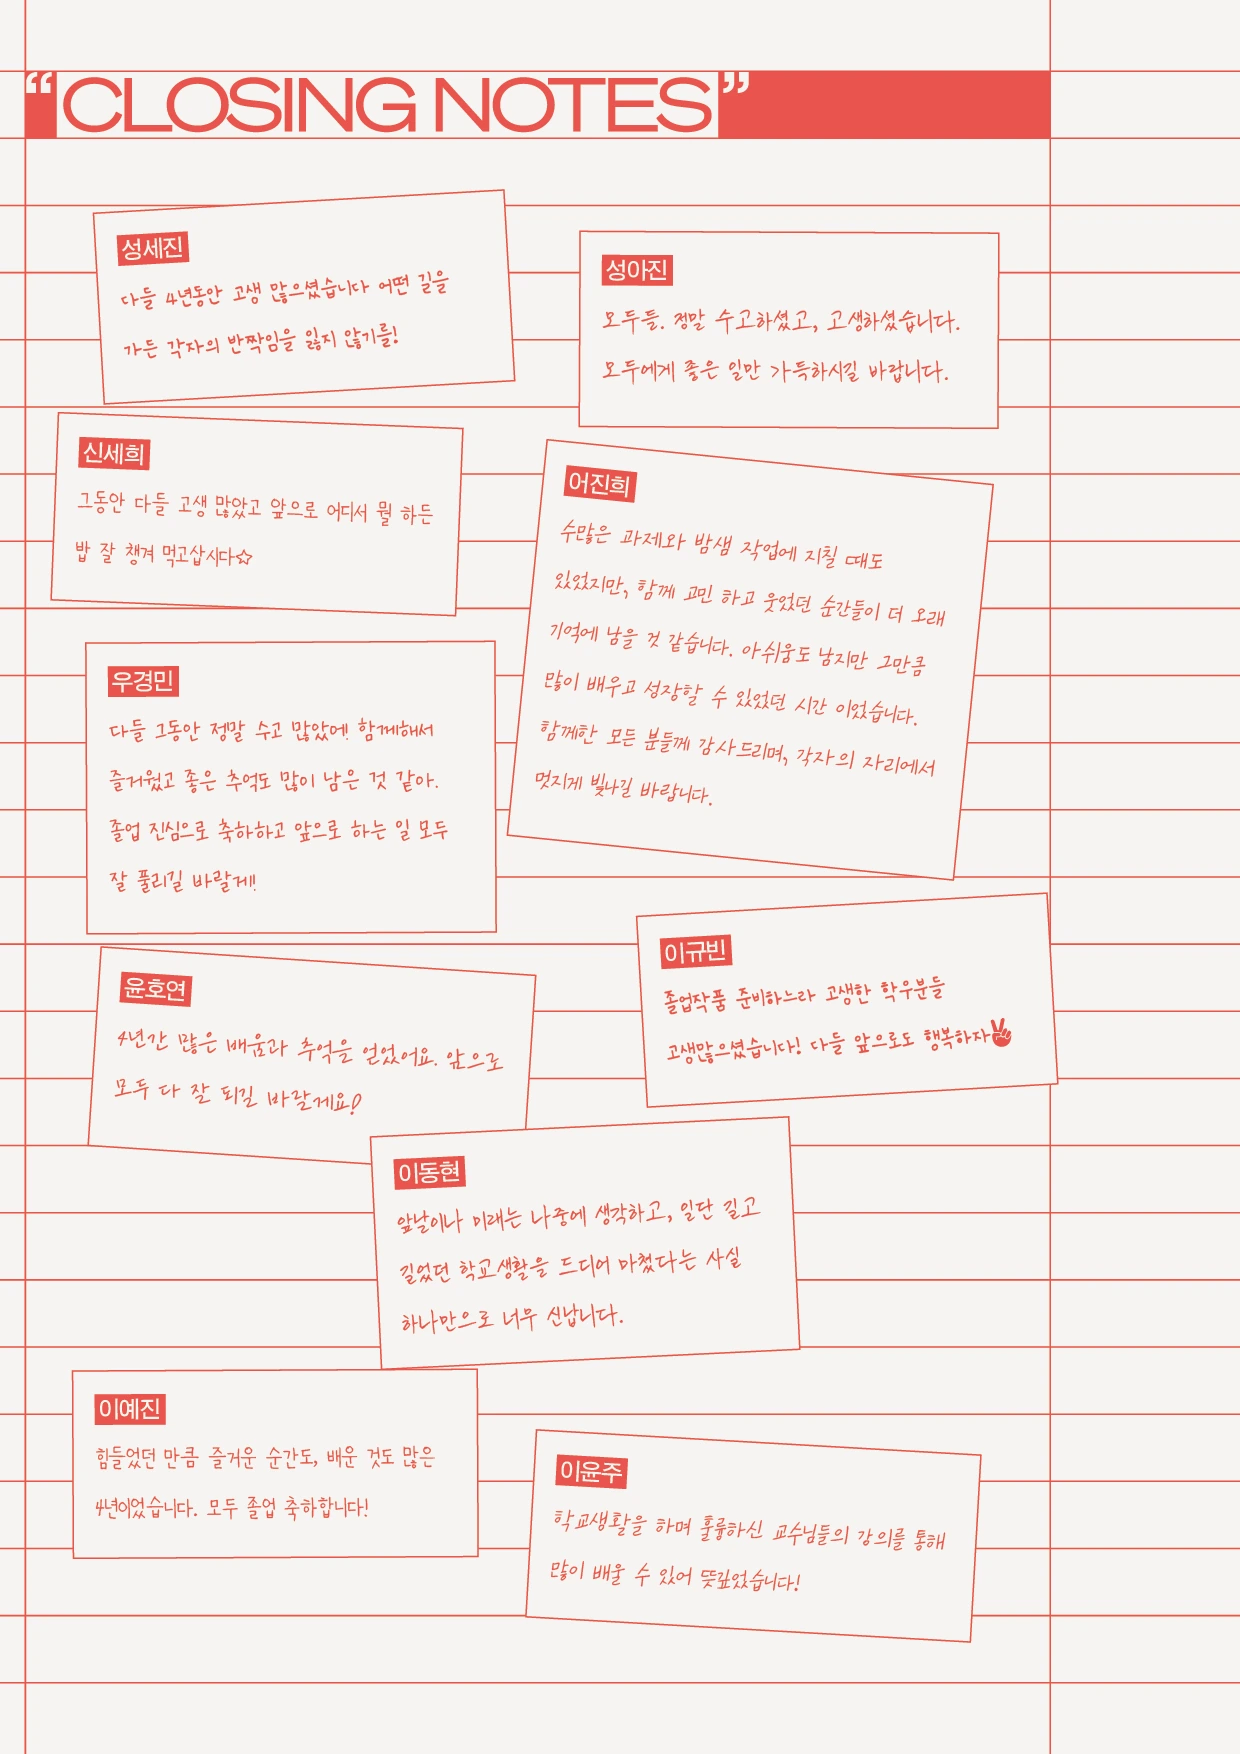 “CLOSING NOTES”
성세진
다들 4년동안 고생 많으셨습니다 어떤 길을
가든 각자의 반짝임을 잃지 않기를!
성아진
모두들. 정말 수고하셨고, 고생하셨습니다.
모두에게 좋은 일만 가득하시길 바랍니다.
신세희
그동안 다들 고생 많았고 앞으로 어디서 뭘 하든
밥 잘 챙겨 먹고삽시다☆
어진희
수많은 과제와 밤샘 작업에 지칠 때도
있었지만, 함께 고민 하고 웃었던 순간들이 더 오래
기억에 남을 것 같습니다. 아쉬움도 남지만 그만큼
많이 배우고 성장할 수 있었던 시간 이었습니다.
함께한 모든 분들께 감사드리며, 각자의 자리에서
멋지게 빛나길 바랍니다.
우경민
다들 그동안 정말 수고 많았어!! 함께해서
즐거웠고 좋은 추억도 많이 남은 것 같아.
졸업 진심으로 축하하고 앞으로 하는 일 모두
잘 풀리길 바랄게!!
윤호연
4년간 많은 배움과 추억을 얻었어요. 앞으로
모두 다 잘 되길 바랄게요!
이규빈
졸업작품 준비하느라 고생한 학우분들
고생많으셨습니다! 다들 앞으로도 행복하자✌
이동현
앞날이나 미래는 나중에 생각하고, 일단 길고
길었던 학교생활을 드디어 마쳤다는 사실
하나만으로 너무 신납니다.
이예진
힘들었던 만큼 즐거운 순간도, 배운 것도 많은
4년이었습니다. 모두 졸업 축하합니다!
이윤주
학교생활을 하며 훌륭하신 교수님들의 강의를 통해
많이 배울 수 있어 뜻깊었습니다!